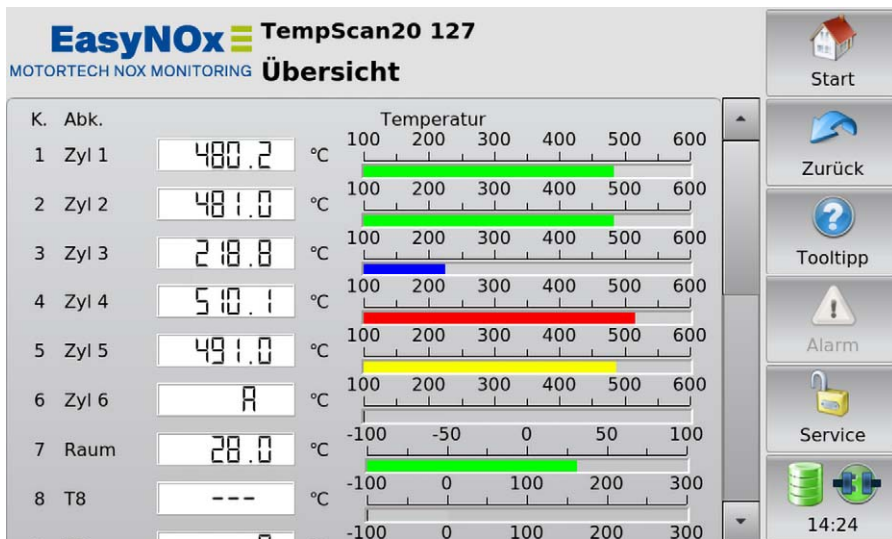 EasyNOx TempScan20 127
MOTORTECH NOX MONITORING Übersicht
Start
K. Abk. Temperatur
100 200 300 400 500 600
1 Zyl 1 480.2 °C
Zurück
100 200 300 400 500 600
2 Zyl 2 481.0 °C
100 200 300 400 500 600
3 Zyl 3 218.8 °C
Tooltipp
100 200 300 400 500 600
4 Zyl 4 510.1 °C
Alarm
100 200 300 400 500 600
5 Zyl 5 491.0 °C
100 200 300 400 500 600
6 Zyl 6 A °C
Service
-100 -50 0 50 100
7 Raum 28.0 °C
-100 0 100 200 300
8 T8 --- °C
14:24
-100 0 100 200 300